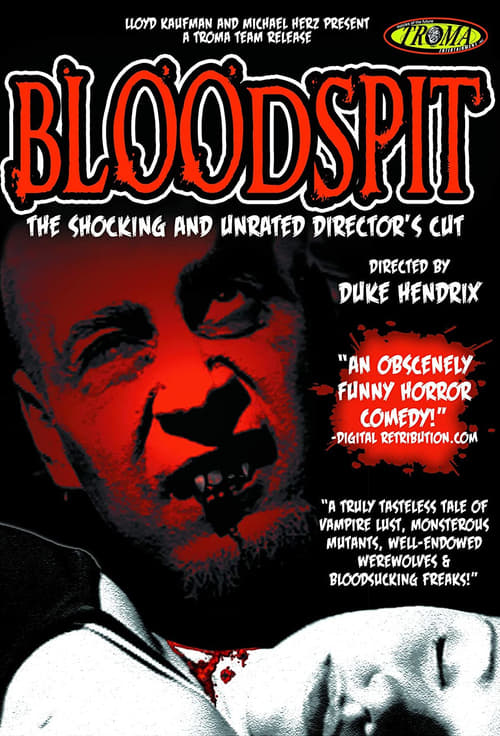 LLOYD KAUFMAN AND MICHAEL HERZ PRESENT
A TROMA TEAM RELEASE
TROMA
ENTERTAINMENT
BLOODSPIT
THE SHOCKING AND UNRATED DIRECTOR'S CUT
DIRECTED BY
DUKE HENDRIX
"AN OBSCENELY
FUNNY HORROR
COMEDY!"
-DIGITAL RETRIBUTION.COM
"A TRULY TASTELESS TALE OF
VAMPIRE LUST, MONSTEROUS
MUTANTS, WELL-ENDOWED
WEREWOLVES &
BLOODSUCKING FREAKS!"